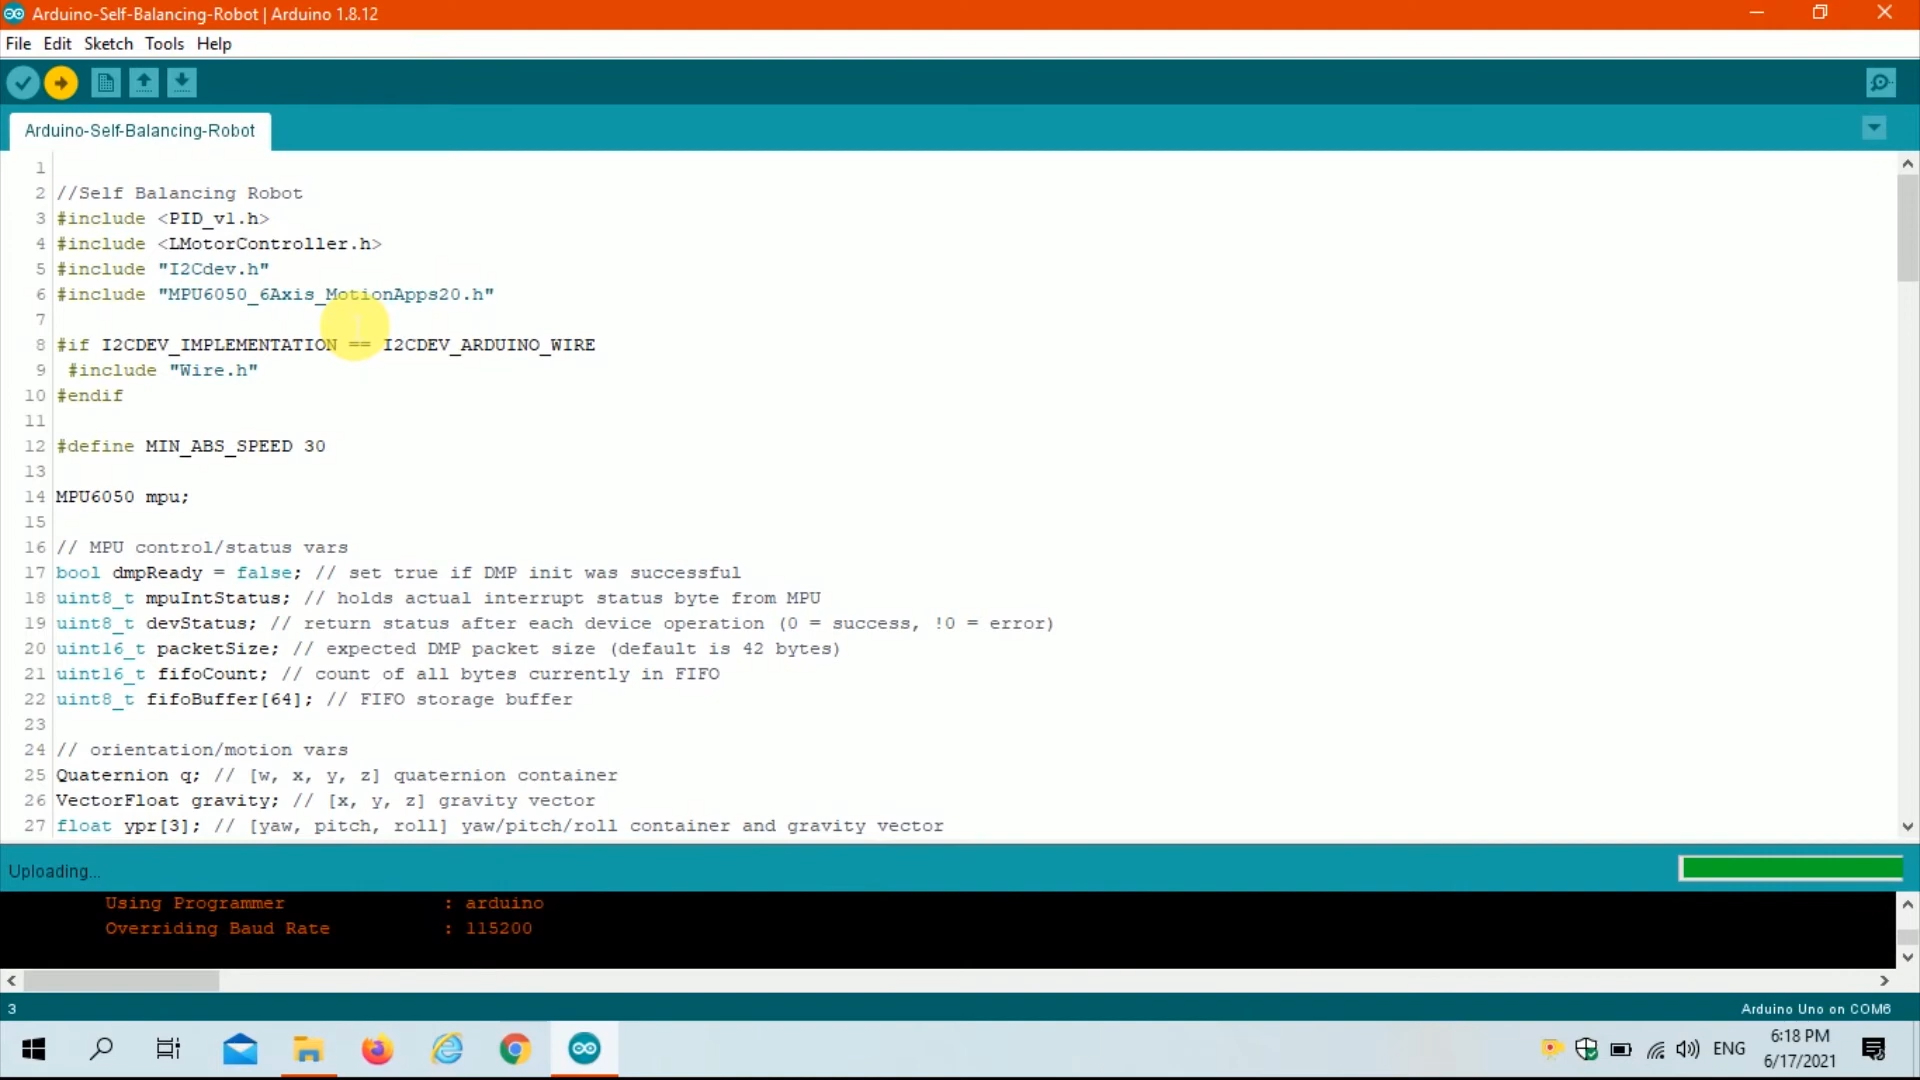 Arduino-Self-Balancing-Robot | Arduino 1.8.12
File Edit Sketch Tools Help
Arduino-Self-Balancing-Robot
1
2 //Self Balancing Robot
3 #include <PID_v1.h>
4 #include <LMotorController.h>
5 #include "I2Cdev.h"
6 #include "MPU6050_6Axis_MotionApps20.h"
7
8 #if I2CDEV_IMPLEMENTATION == I2CDEV_ARDUINO_WIRE
9 #include "Wire.h"
10 #endif
11
12 #define MIN_ABS_SPEED 30
13
14 MPU6050 mpu;
15
16 // MPU control/status vars
17 bool dmpReady = false; // set true if DMP init was successful
18 uint8_t mpuIntStatus; // holds actual interrupt status byte from MPU
19 uint8_t devStatus; // return status after each device operation (0 = success, !0 = error)
20 uint16_t packetSize; // expected DMP packet size (default is 42 bytes)
21 uint16_t fifoCount; // count of all bytes currently in FIFO
22 uint8_t fifoBuffer[64]; // FIFO storage buffer
23
24 // orientation/motion vars
25 Quaternion q; // [w, x, y, z] quaternion container
26 VectorFloat gravity; // [x, y, z] gravity vector
27 float ypr[3]; // [yaw, pitch, roll] yaw/pitch/roll container and gravity vector
Uploading...
Using Programmer : arduino
Overriding Baud Rate : 115200
3 Arduino Uno on COM6
ENG 6:18 PM
6/17/2021